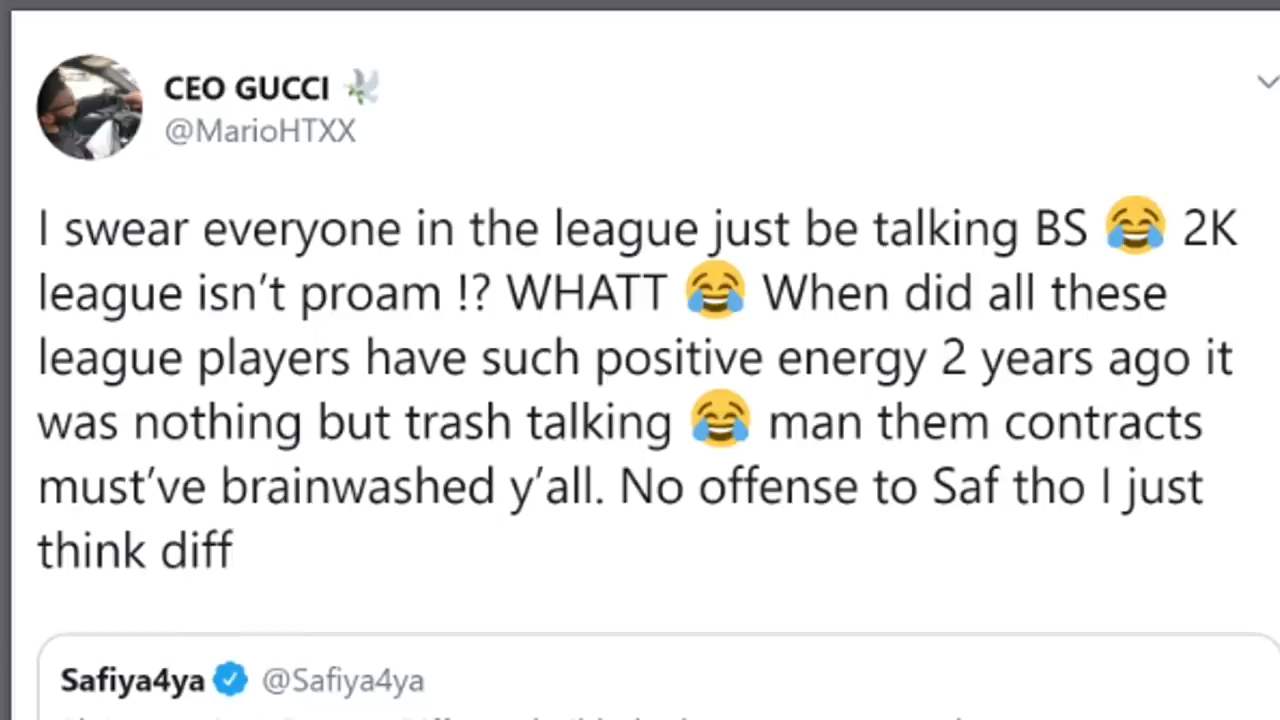 CEO GUCCI 🕊
@MarioHTXX
I swear everyone in the league just be talking BS 😂 2K
league isn’t proam !? WHATT 😂 When did all these
league players have such positive energy 2 years ago it
was nothing but trash talking 😂 man them contracts
must’ve brainwashed y’all. No offense to Saf tho I just
think diff
Safiya4ya @Safiya4ya